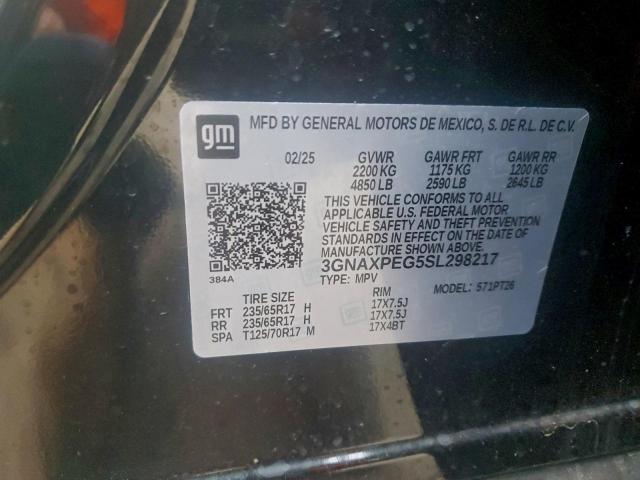 gm
MFD BY GENERAL MOTORS DE MEXICO, S. DE R.L. DE C.V.
02/25 GVWR GAWR FRT GAWR RR
2200 KG 1175 KG 1200 KG
4850 LB 2590 LB 2645 LB
THIS VEHICLE CONFORMS TO ALL
APPLICABLE U.S. FEDERAL MOTOR
VEHICLE SAFETY AND THEFT PREVENTION
STANDARDS IN EFFECT ON THE DATE OF
MANUFACTURE SHOWN ABOVE.
3GNAXPEG5SL298217
384A TYPE: MPV MODEL: 571PT26
TIRE SIZE RIM
FRT 235/65R17 H 17X7.5J
RR 235/65R17 H 17X7.5J
SPA T125/70R17 M 17X4BT